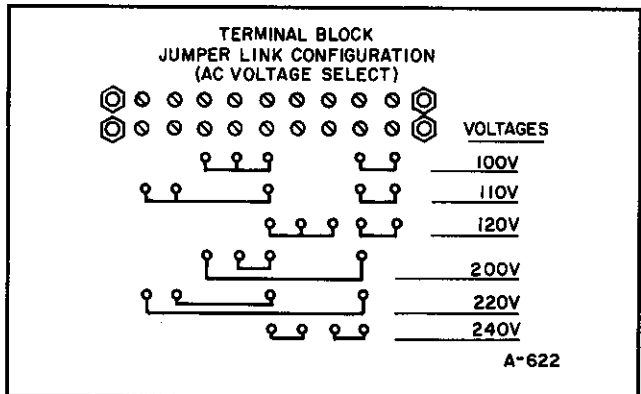 TERMINAL BLOCK
JUMPER LINK CONFIGURATION
(AC VOLTAGE SELECT)
VOLTAGES
100V
110V
120V
200V
220V
240V
A-622